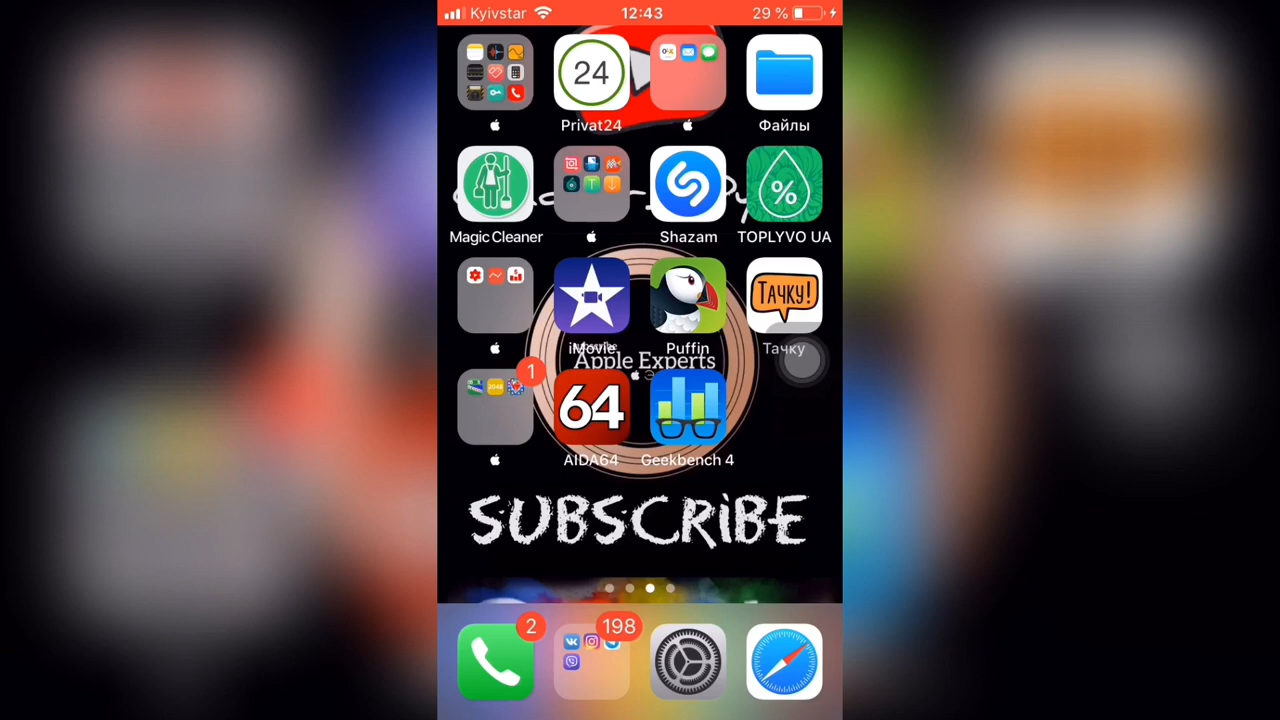 Kyivstar 12:43 29 %
24
Privat24 Файлы
%
Magic Cleaner Shazam TOPLYVO UA
ТАЧКУ!
iMovie Puffin Тачку
Apple Experts
1
2048
64
AIDA64 Geekbench 4
SUBSCRIBE
2 198